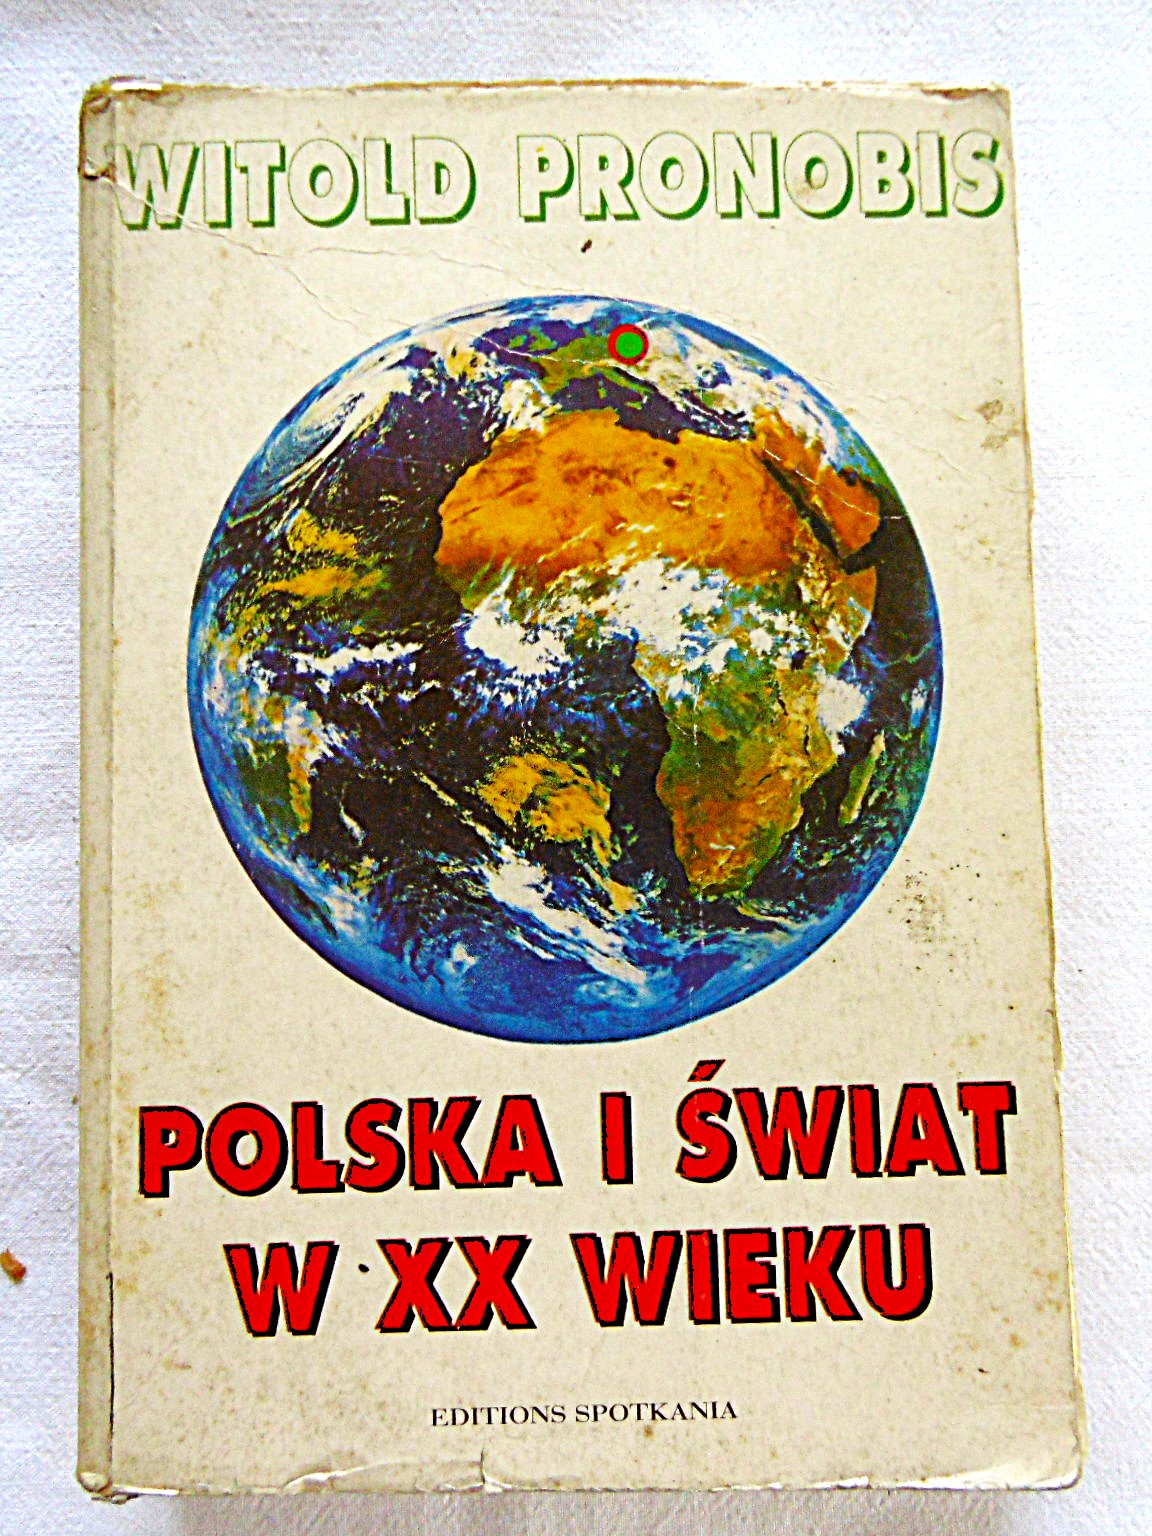 WITOLD PRONOBIS
POLSKA I ŚWIAT
W XX WIEKU
EDITIONS SPOTKANIA